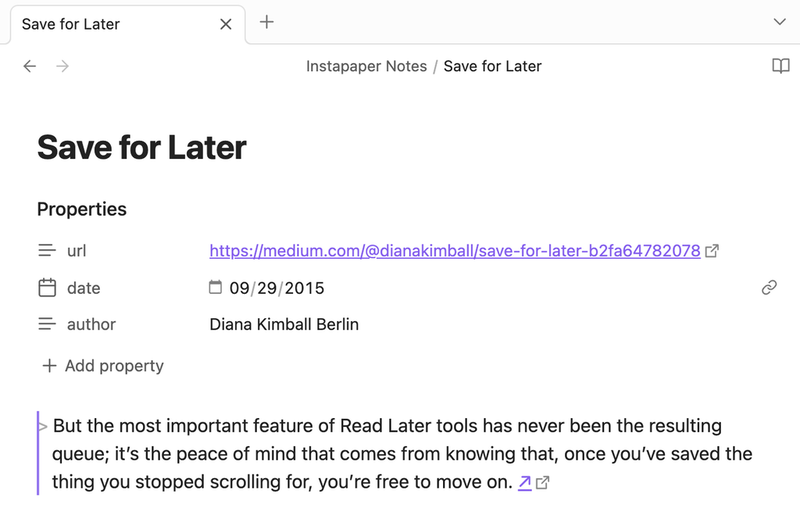 Save for Later
Instapaper Notes / Save for Later
Save for Later
Properties
url https://medium.com/@dianakimball/save-for-later-b2fa64782078
date 09/29/2015
author Diana Kimball Berlin
+ Add property
> But the most important feature of Read Later tools has never been the resulting
queue; it’s the peace of mind that comes from knowing that, once you’ve saved the
thing you stopped scrolling for, you’re free to move on. ↗